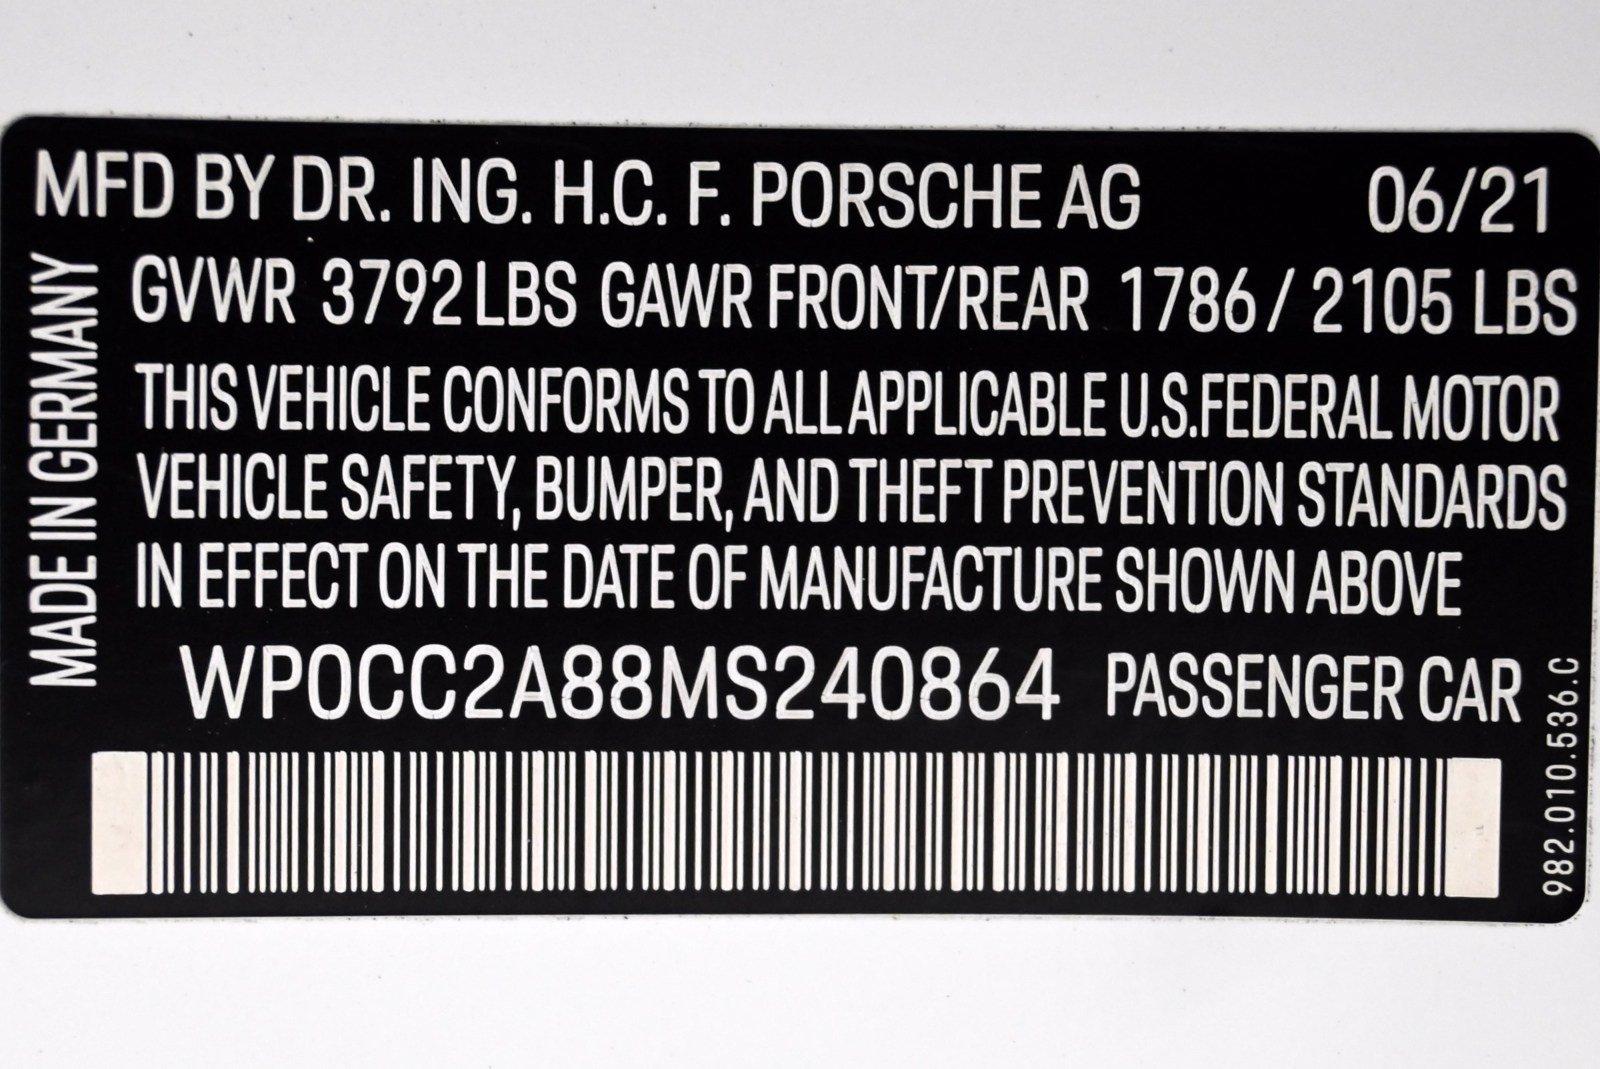 MFD BY DR. ING. H.C. F. PORSCHE AG 06/21
GVWR 3792 LBS GAWR FRONT/REAR 1786 / 2105 LBS
THIS VEHICLE CONFORMS TO ALL APPLICABLE U.S.FEDERAL MOTOR
VEHICLE SAFETY, BUMPER, AND THEFT PREVENTION STANDARDS
IN EFFECT ON THE DATE OF MANUFACTURE SHOWN ABOVE
WP0CC2A88MS240864 PASSENGER CAR
MADE IN GERMANY
982.010.536.C